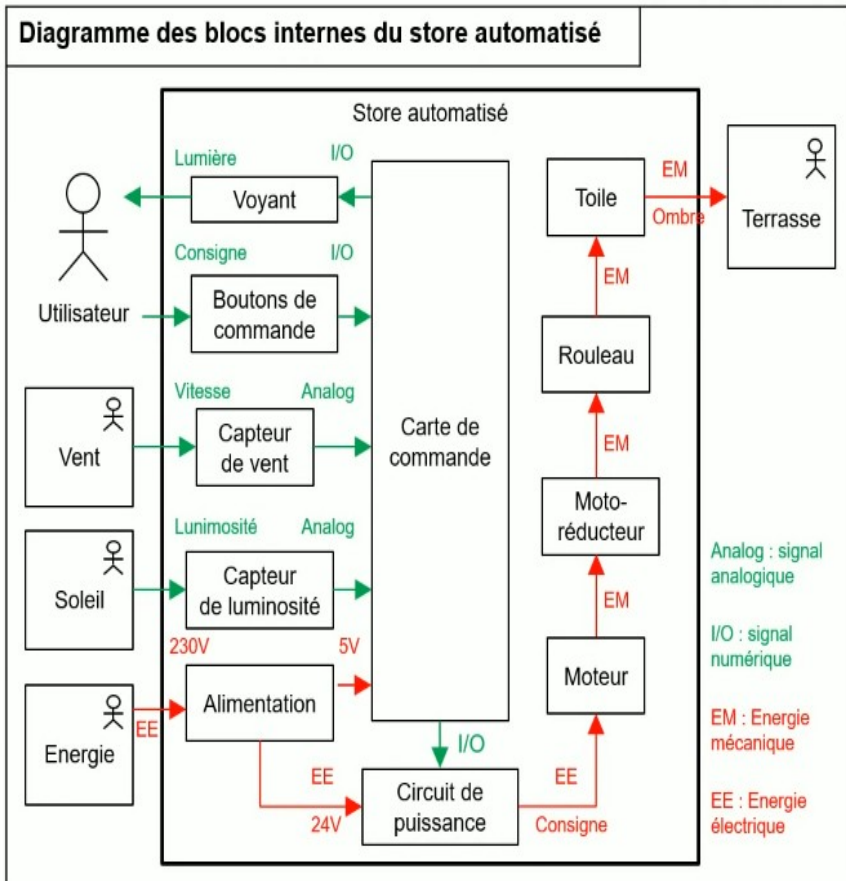 Diagramme des blocs internes du store automatisé
Store automatisé
Lumière
I/O
Voyant
Utilisateur
Consigne
I/O
Boutons de
commande
Vitesse
Analog
Vent
Capteur
de vent
Lunimosité
Analog
Soleil
Capteur
de luminosité
230V
5V
Energie
EE
Alimentation
EE
24V
Carte de
commande
I/O
Circuit de
puissance
EE
Consigne
Moteur
EM
Moto-
réducteur
EM
Rouleau
EM
Toile
EM
Ombre
Terrasse
Analog : signal
analogique
I/O : signal
numérique
EM : Energie
mécanique
EE : Energie
électrique